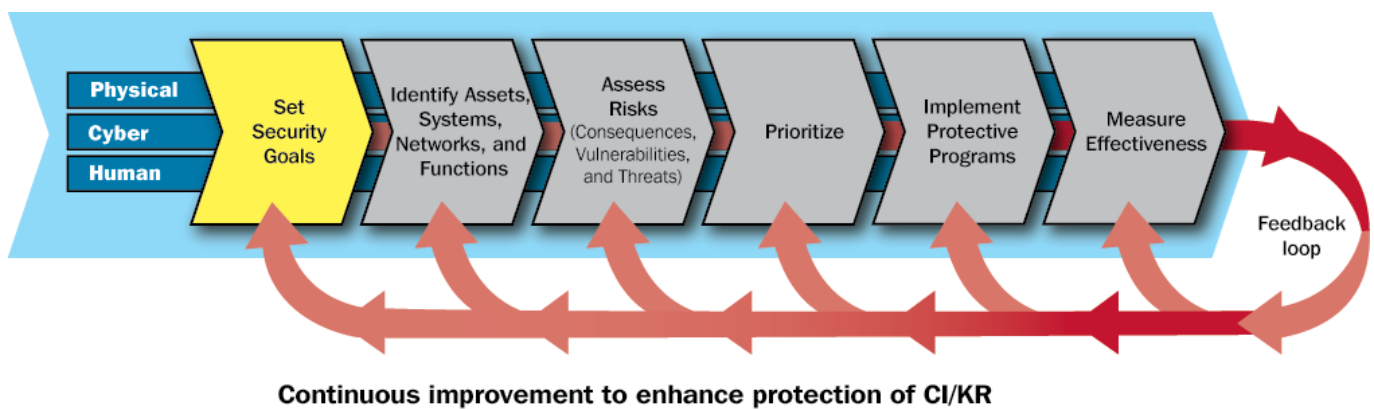 Physical
Cyber
Human
Set
Security
Goals
Identify Assets,
Systems,
Networks, and
Functions
Assess
Risks
(Consequences,
Vulnerabilities,
and Threats)
Prioritize
Implement
Protective
Programs
Measure
Effectiveness
Feedback
loop
Continuous improvement to enhance protection of CI/KR